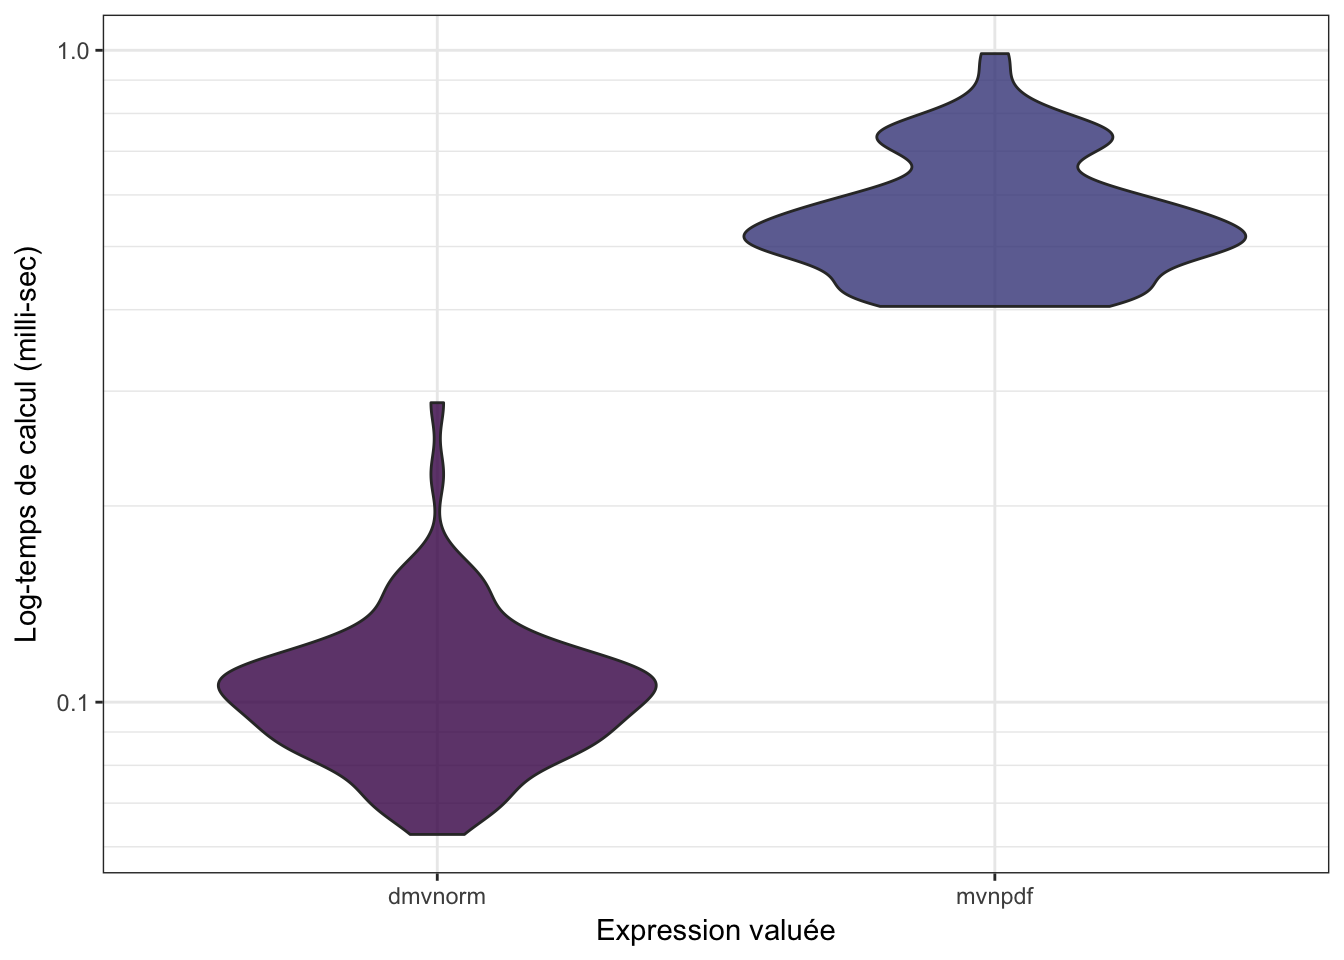 Log-temps de calcul (milli-sec)
1.0
0.1
dmvnorm
mvnpdf
Expression valuée